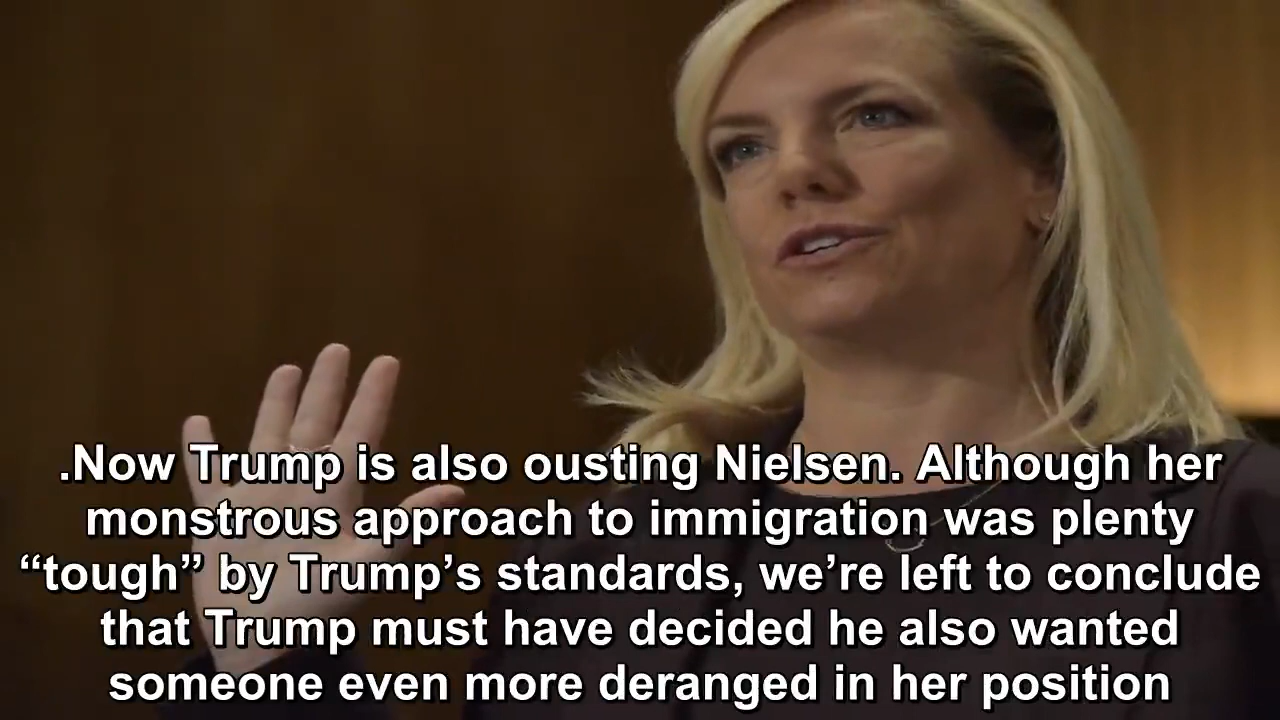 .Now Trump is also ousting Nielsen. Although her
monstrous approach to immigration was plenty
“tough” by Trump’s standards, we’re left to conclude
that Trump must have decided he also wanted
someone even more deranged in her position